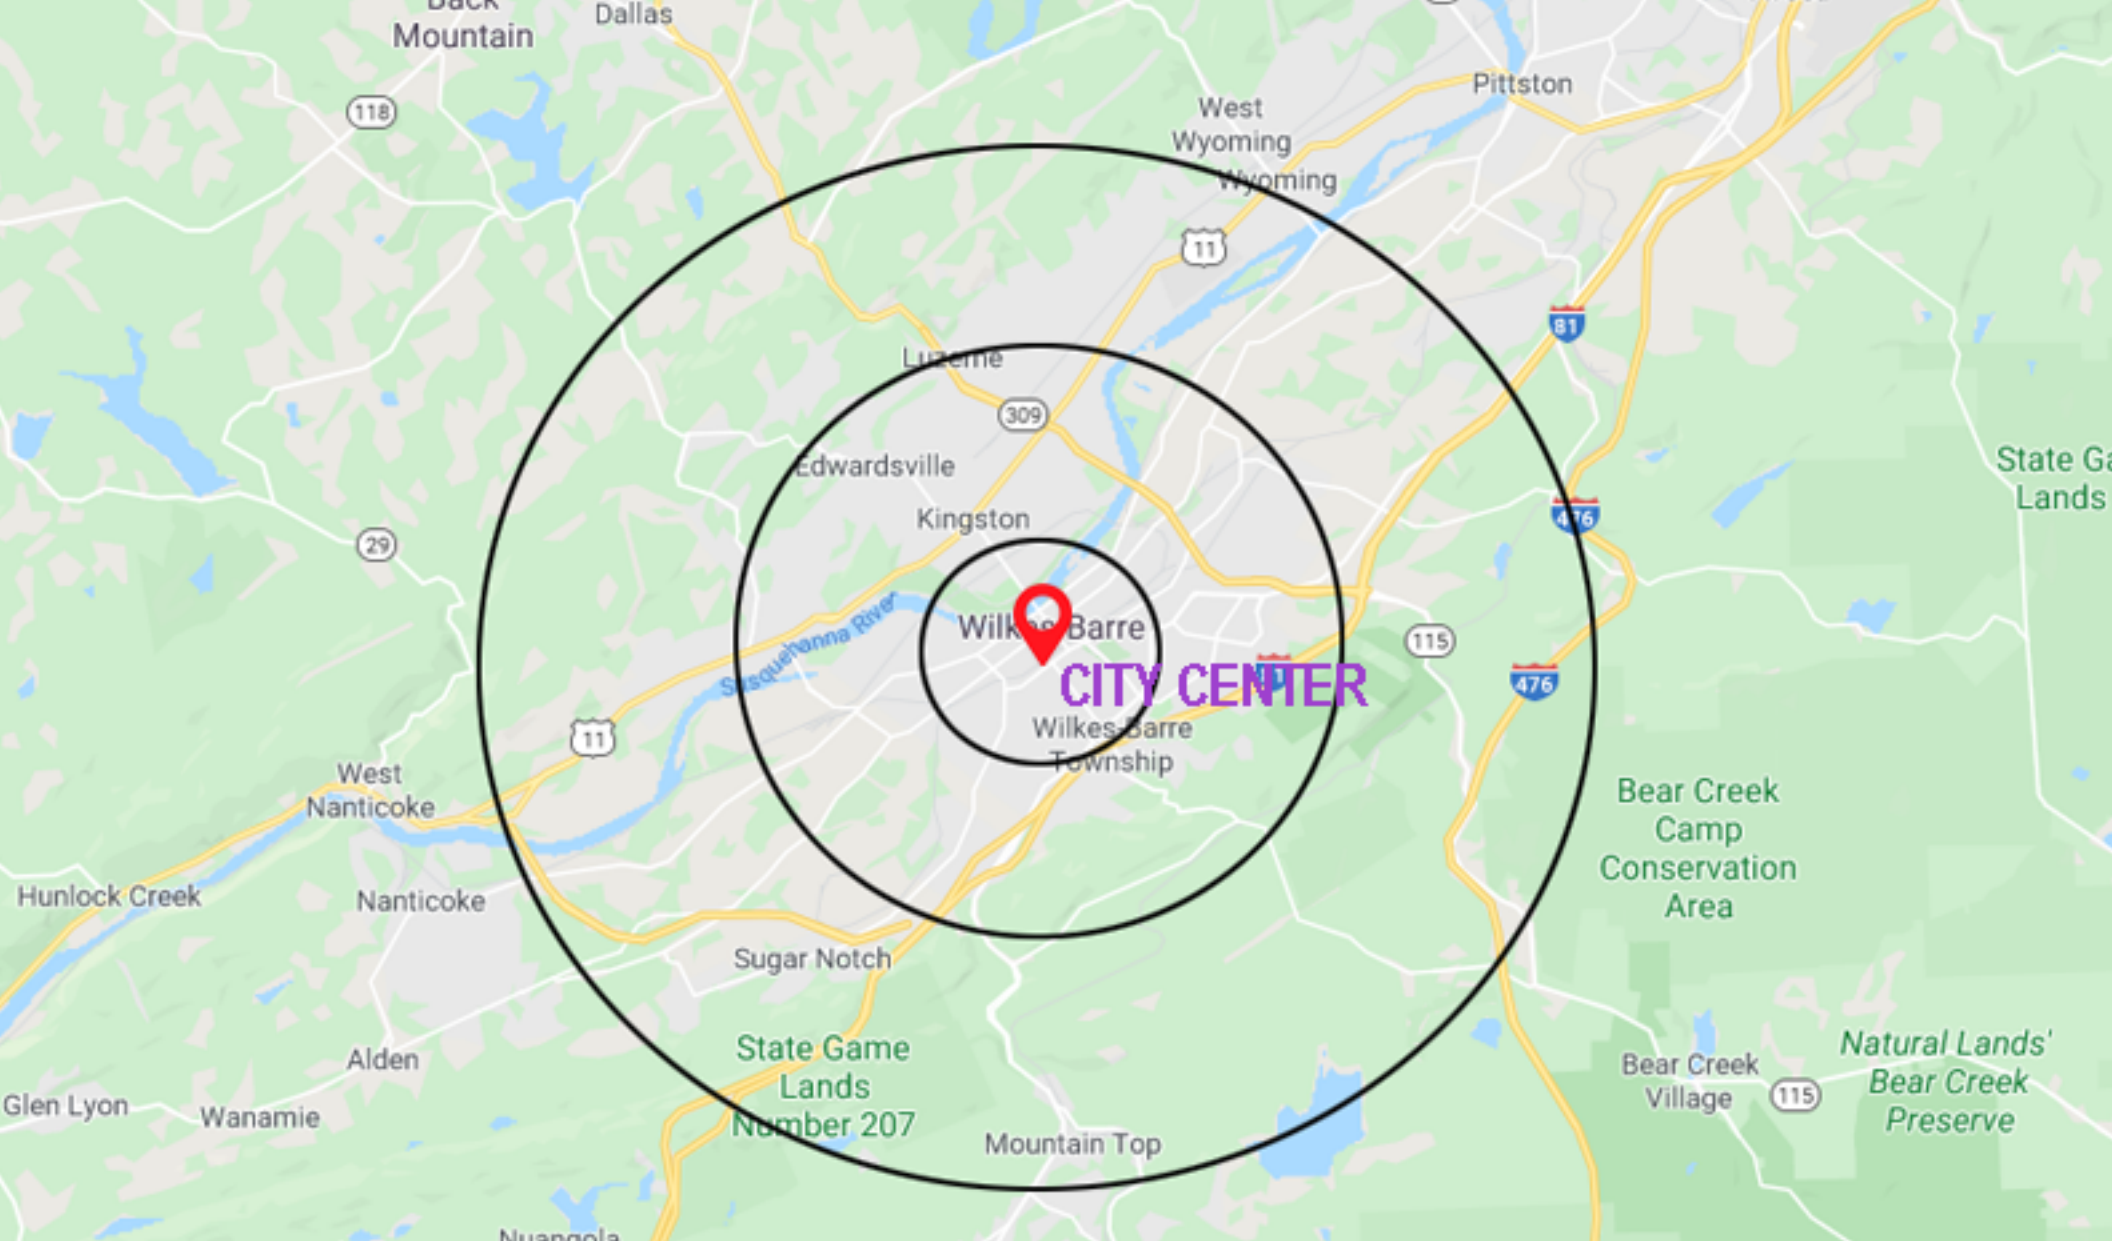 Back
Mountain
Dallas
118
Pittston
West
Wyoming
Wyoming
11
81
Luzerne
309
Edwardsville
Kingston
State Ga
Lands
476
29
Susquehanna River
Wilkes-Barre
CITY CENTER
115
476
Wilkes-Barre
Township
11
West
Nanticoke
Bear Creek
Camp
Conservation
Area
Hunlock Creek
Nanticoke
Sugar Notch
State Game
Lands
Number 207
Alden
Glen Lyon
Wanamie
Mountain Top
Bear Creek
Village
115
Natural Lands'
Bear Creek
Preserve
Nuangola